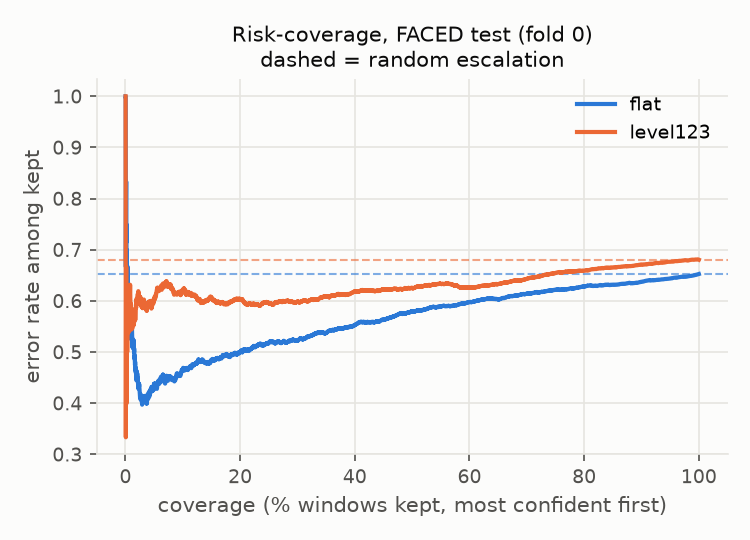 Risk-coverage, FACED test (fold 0)
dashed = random escalation
flat
level123
error rate among kept
1.0
0.9
0.8
0.7
0.6
0.5
0.4
0.3
0
20
40
60
80
100
coverage (% windows kept, most confident first)